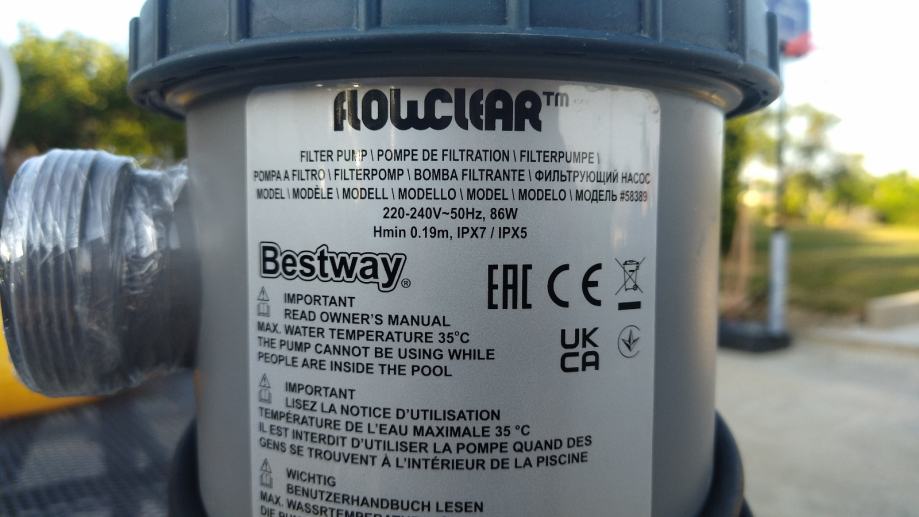 FLOWCLEAR™
FILTER PUMP \ POMPE DE FILTRATION \ FILTERPUMPE \
POMPA A FILTRO \ FILTERPOMP \ BOMBA FILTRANTE \ ФИЛЬТРУЮЩИЙ НАСОС
MODEL \ MODÈLE \ MODELL \ MODELLO \ MODEL \ MODELO \ МОДЕЛЬ #58389
220-240V~50Hz, 86W
Hmin 0.19m, IPX7 / IPX5
Bestway®
EAC CE
UK
CA
IMPORTANT
READ OWNER'S MANUAL
MAX. WATER TEMPERATURE 35°C
THE PUMP CANNOT BE USING WHILE
PEOPLE ARE INSIDE THE POOL
IMPORTANT
LISEZ LA NOTICE D'UTILISATION
TEMPÉRATURE DE L'EAU MAXIMALE 35 °C
IL EST INTERDIT D'UTILISER LA POMPE QUAND DES
GENS SE TROUVENT À L'INTÉRIEUR DE LA PISCINE
WICHTIG
BENUTZERHANDBUCH LESEN
MAX. WASSRTEMPERATU